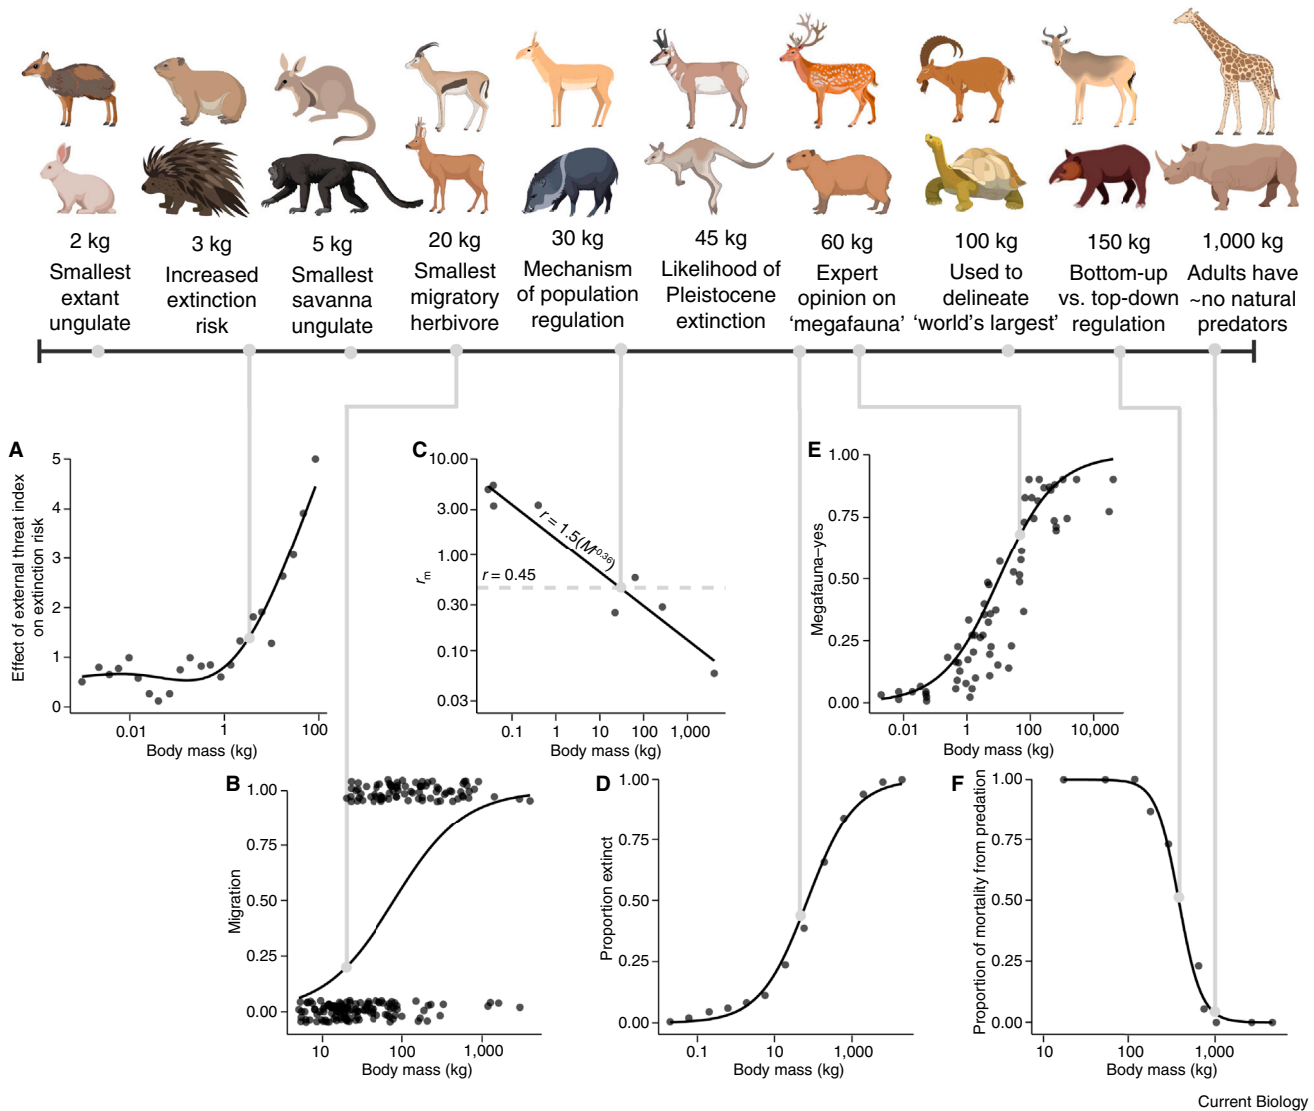 2 kg
Smallest
extant
ungulate
3 kg
Increased
extinction
risk
5 kg
Smallest
savanna
ungulate
20 kg
Smallest
migratory
herbivore
30 kg
Mechanism
of population
regulation
45 kg
Likelihood of
Pleistocene
extinction
60 kg
Expert
opinion on
‘megafauna’
100 kg
Used to
delineate
‘world’s largest’
150 kg
Bottom-up
vs. top-down
regulation
1,000 kg
Adults have
~no natural
predators
A
Effect of external threat index
on extinction risk
5
4
3
2
1
0
0.01
1
100
Body mass (kg)
C
r_m
10.00
3.00
1.00
0.30
0.10
0.03
r = 1.5(M^-0.36)
r = 0.45
0.1
1
10
100
1,000
Body mass (kg)
E
Megafauna–yes
1.00
0.75
0.50
0.25
0.00
0.01
1
100
10,000
Body mass (kg)
B
Migration
1.00
0.75
0.50
0.25
0.00
10
100
1,000
Body mass (kg)
D
Proportion extinct
1.00
0.75
0.50
0.25
0.00
0.1
10
1,000
Body mass (kg)
F
Proportion of mortality from predation
1.00
0.75
0.50
0.25
0.00
10
100
1,000
Body mass (kg)
Current Biology